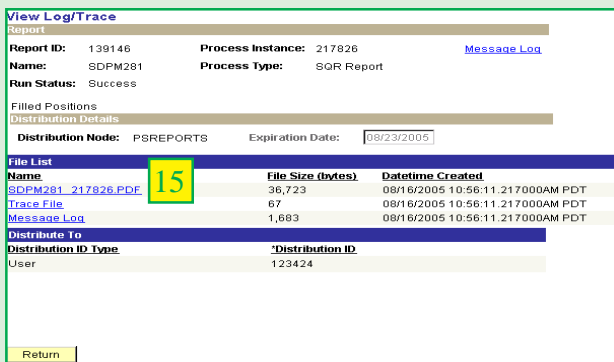 View Log/Trace
Report
Report ID: 139146 Process Instance: 217826 Message Log
Name: SDPM281 Process Type: SQR Report
Run Status: Success
Filled Positions
Distribution Details
Distribution Node: PSREPORTS Expiration Date: 08/23/2005
File List
Name File Size (bytes) Datetime Created
SDPM281_217826.PDF 36,723 08/16/2005 10:56:11.217000AM PDT
15
Trace File 67 08/16/2005 10:56:11.217000AM PDT
Message Log 1,683 08/16/2005 10:56:11.217000AM PDT
Distribute To
Distribution ID Type *Distribution ID
User 123424
Return